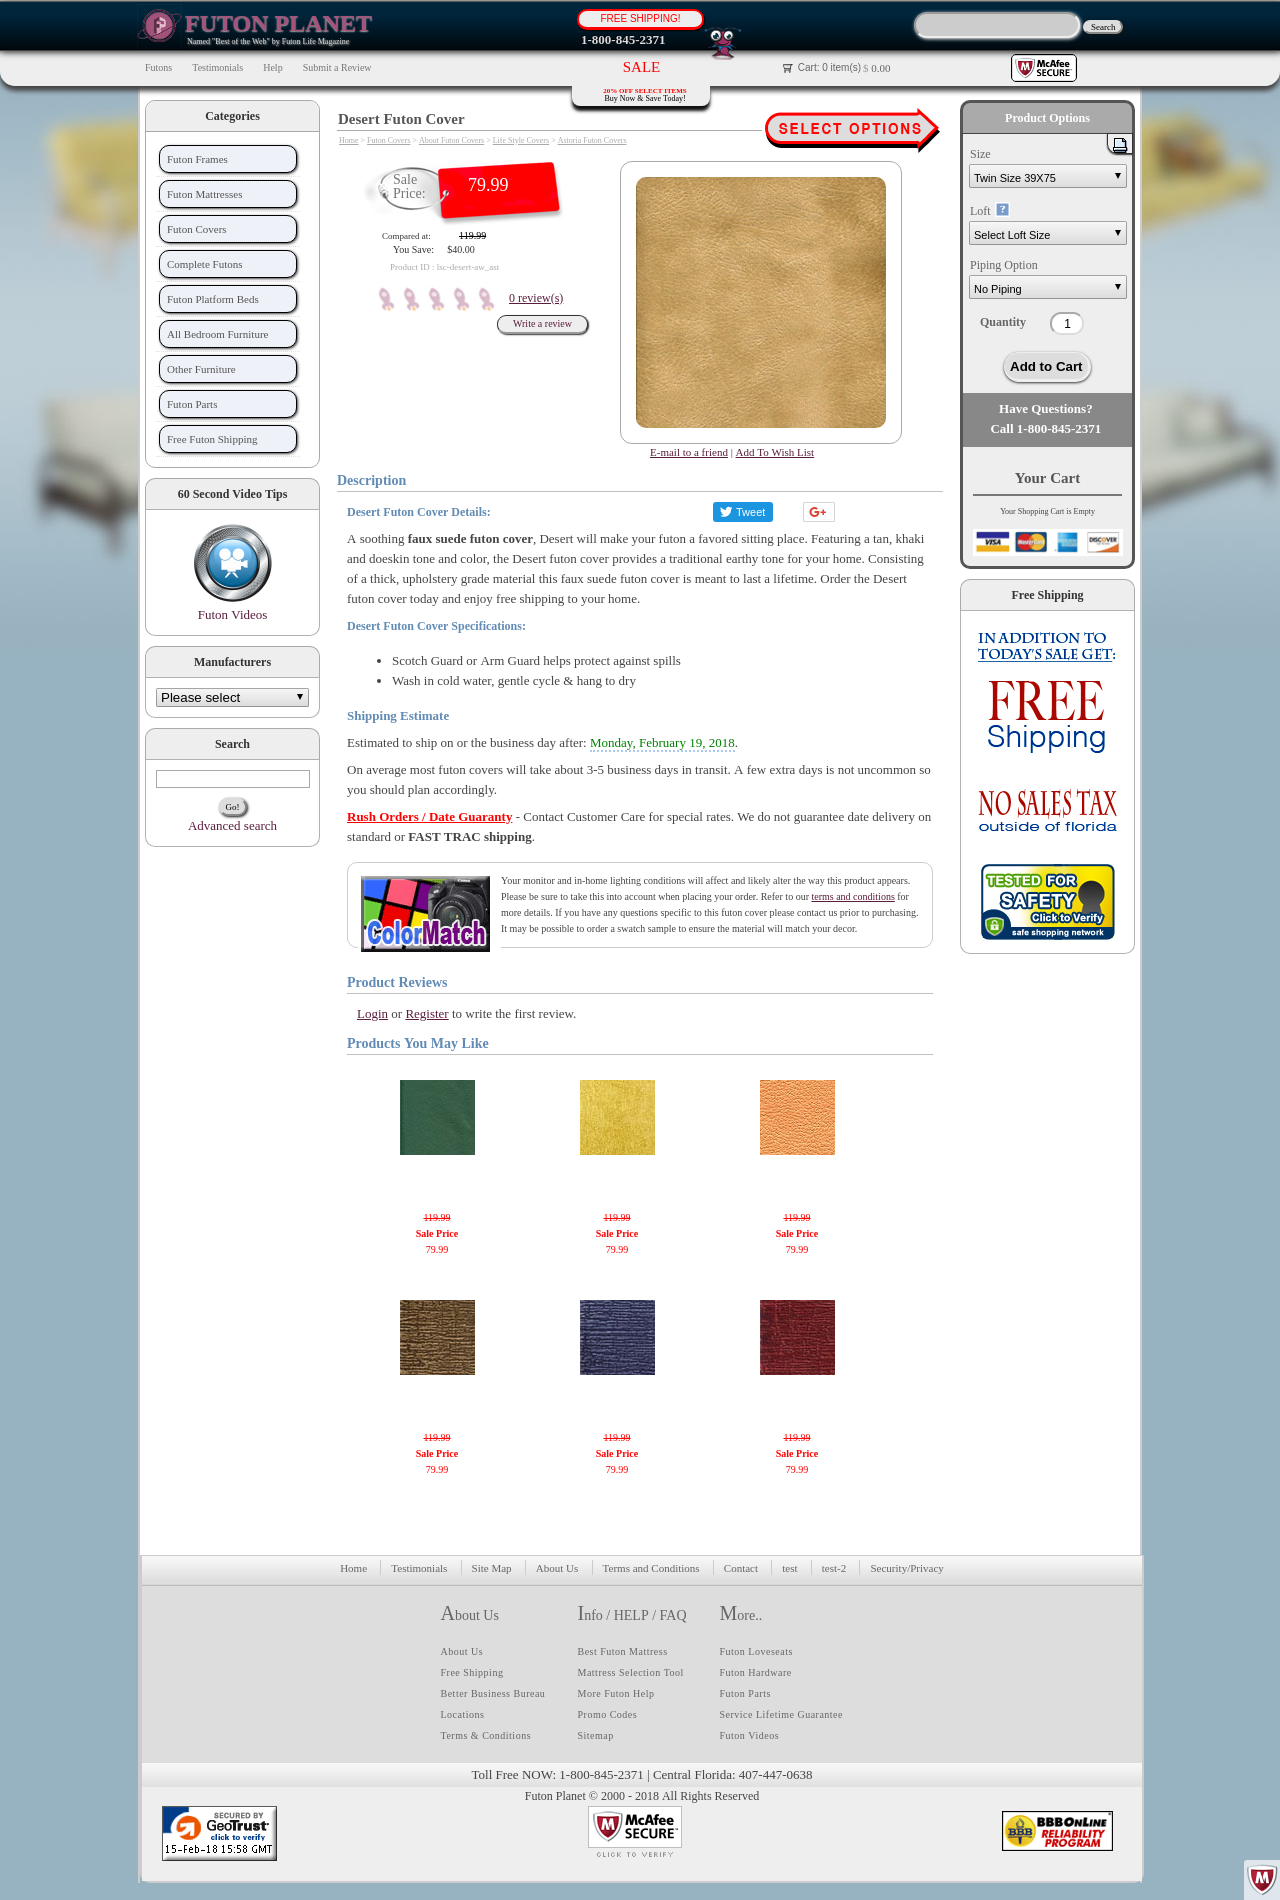 FUTON PLANET
Named "Best of the Web" by Futon Life Magazine
FREE SHIPPING!
1-800-845-2371
Search
Futons Testimonials Help Submit a Review
SALE
Cart: 0 item(s) $ 0.00
McAfee SECURE
20% OFF SELECT ITEMS
Buy Now & Save Today!
Categories
Futon Frames
Futon Mattresses
Futon Covers
Complete Futons
Futon Platform Beds
All Bedroom Furniture
Other Furniture
Futon Parts
Free Futon Shipping
60 Second Video Tips
Futon Videos
Manufacturers
Please select
Search
Go!
Advanced search
Desert Futon Cover
SELECT OPTIONS
Home > Futon Covers > About Futon Covers > Life Style Covers > Astoria Futon Covers
Sale
Price:
79.99
Compared at: 119.99
You Save: $40.00
Product ID : lsc-desert-aw_ast
0 review(s)
Write a review
E-mail to a friend | Add To Wish List
Description
Desert Futon Cover Details:
Tweet
G+
A soothing faux suede futon cover, Desert will make your futon a favored sitting place. Featuring a tan, khaki
and doeskin tone and color, the Desert futon cover provides a traditional earthy tone for your home. Consisting
of a thick, upholstery grade material this faux suede futon cover is meant to last a lifetime. Order the Desert
futon cover today and enjoy free shipping to your home.
Desert Futon Cover Specifications:
• Scotch Guard or Arm Guard helps protect against spills
• Wash in cold water, gentle cycle & hang to dry
Shipping Estimate
Estimated to ship on or the business day after: Monday, February 19, 2018.
On average most futon covers will take about 3-5 business days in transit. A few extra days is not uncommon so
you should plan accordingly.
Rush Orders / Date Guaranty - Contact Customer Care for special rates. We do not guarantee date delivery on
standard or FAST TRAC shipping.
ColorMatch
Your monitor and in-home lighting conditions will affect and likely alter the way this product appears.
Please be sure to take this into account when placing your order. Refer to our terms and conditions for
more details. If you have any questions specific to this futon cover please contact us prior to purchasing.
It may be possible to order a swatch sample to ensure the material will match your decor.
Product Reviews
Login or Register to write the first review.
Products You May Like
119.99 119.99 119.99
Sale Price Sale Price Sale Price
79.99 79.99 79.99
119.99 119.99 119.99
Sale Price Sale Price Sale Price
79.99 79.99 79.99
Product Options
Size
Twin Size 39X75
Loft ?
Select Loft Size
Piping Option
No Piping
Quantity 1
Add to Cart
Have Questions?
Call 1-800-845-2371
Your Cart
Your Shopping Cart is Empty
VISA MasterCard DISCOVER
Free Shipping
IN ADDITION TO
TODAY'S SALE GET:
FREE
Shipping
NO SALES TAX
outside of florida
TESTED FOR
SAFETY
Click to Verify
safe shopping network
Home Testimonials Site Map About Us Terms and Conditions Contact test test-2 Security/Privacy
About Us Info / HELP / FAQ More..
About Us Best Futon Mattress Futon Loveseats
Free Shipping Mattress Selection Tool Futon Hardware
Better Business Bureau More Futon Help Futon Parts
Locations Promo Codes Service Lifetime Guarantee
Terms & Conditions Sitemap Futon Videos
Toll Free NOW: 1-800-845-2371 | Central Florida: 407-447-0638
Futon Planet © 2000 - 2018 All Rights Reserved
SECURED BY
GeoTrust
click to verify
15-Feb-18 15:58 GMT
McAfee
SECURE
CLICK TO VERIFY
BBB
BBBONLINE
RELIABILITY
PROGRAM